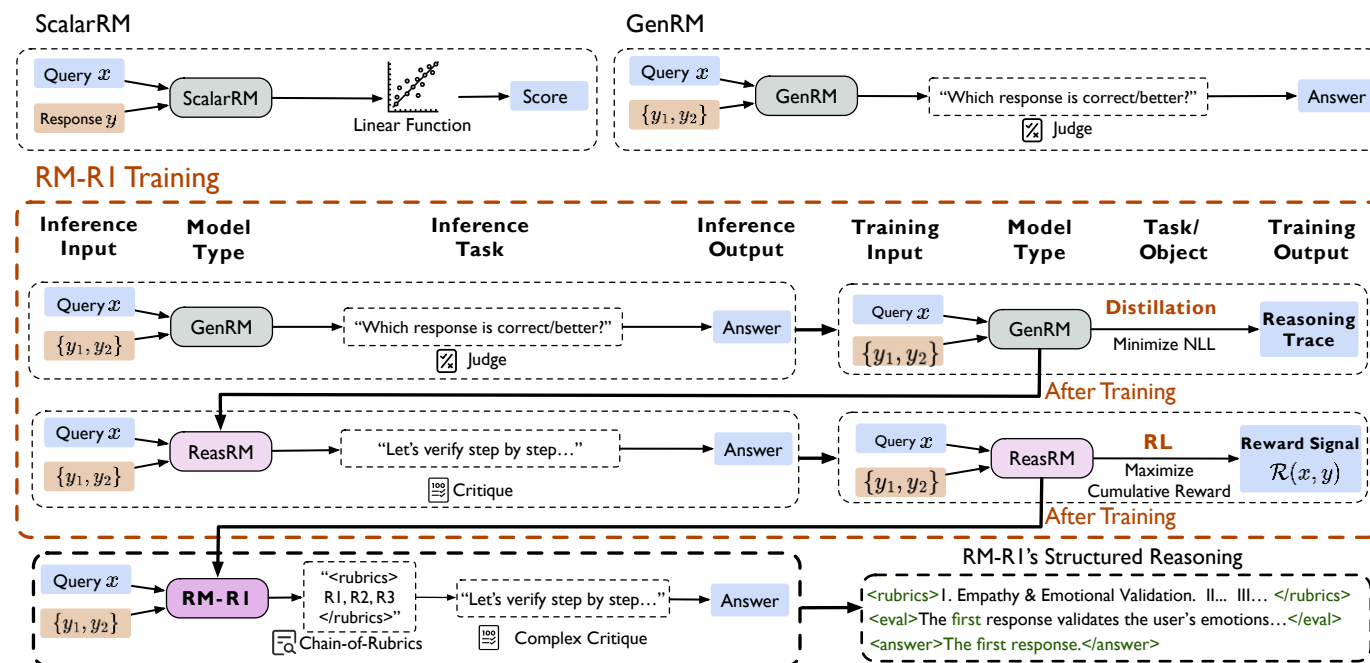 ScalarRM
GenRM
Query x
Response y
ScalarRM
Linear Function
Score
Query x
{y₁, y₂}
GenRM
“Which response is correct/better?”
Judge
Answer
RM-R1 Training
Inference
Input
Model
Type
Inference
Task
Inference
Output
Training
Input
Model
Type
Task/
Object
Training
Output
Query x
{y₁, y₂}
GenRM
“Which response is correct/better?”
Judge
Answer
Query x
{y₁, y₂}
GenRM
Distillation
Minimize NLL
Reasoning
Trace
After Training
Query x
{y₁, y₂}
ReasRM
“Let’s verify step by step…”
100
Critique
Answer
Query x
{y₁, y₂}
ReasRM
RL
Maximize
Cumulative Reward
Reward Signal
R(x, y)
After Training
Query x
{y₁, y₂}
RM-R1
“<rubrics>
R1, R2, R3
</rubrics>”
Chain-of-Rubrics
“Let’s verify step by step…”
100
Complex Critique
Answer
RM-R1’s Structured Reasoning
<rubrics>I. Empathy & Emotional Validation. II... III… </rubrics>
<eval>The first response validates the user’s emotions…</eval>
<answer>The first response.</answer>